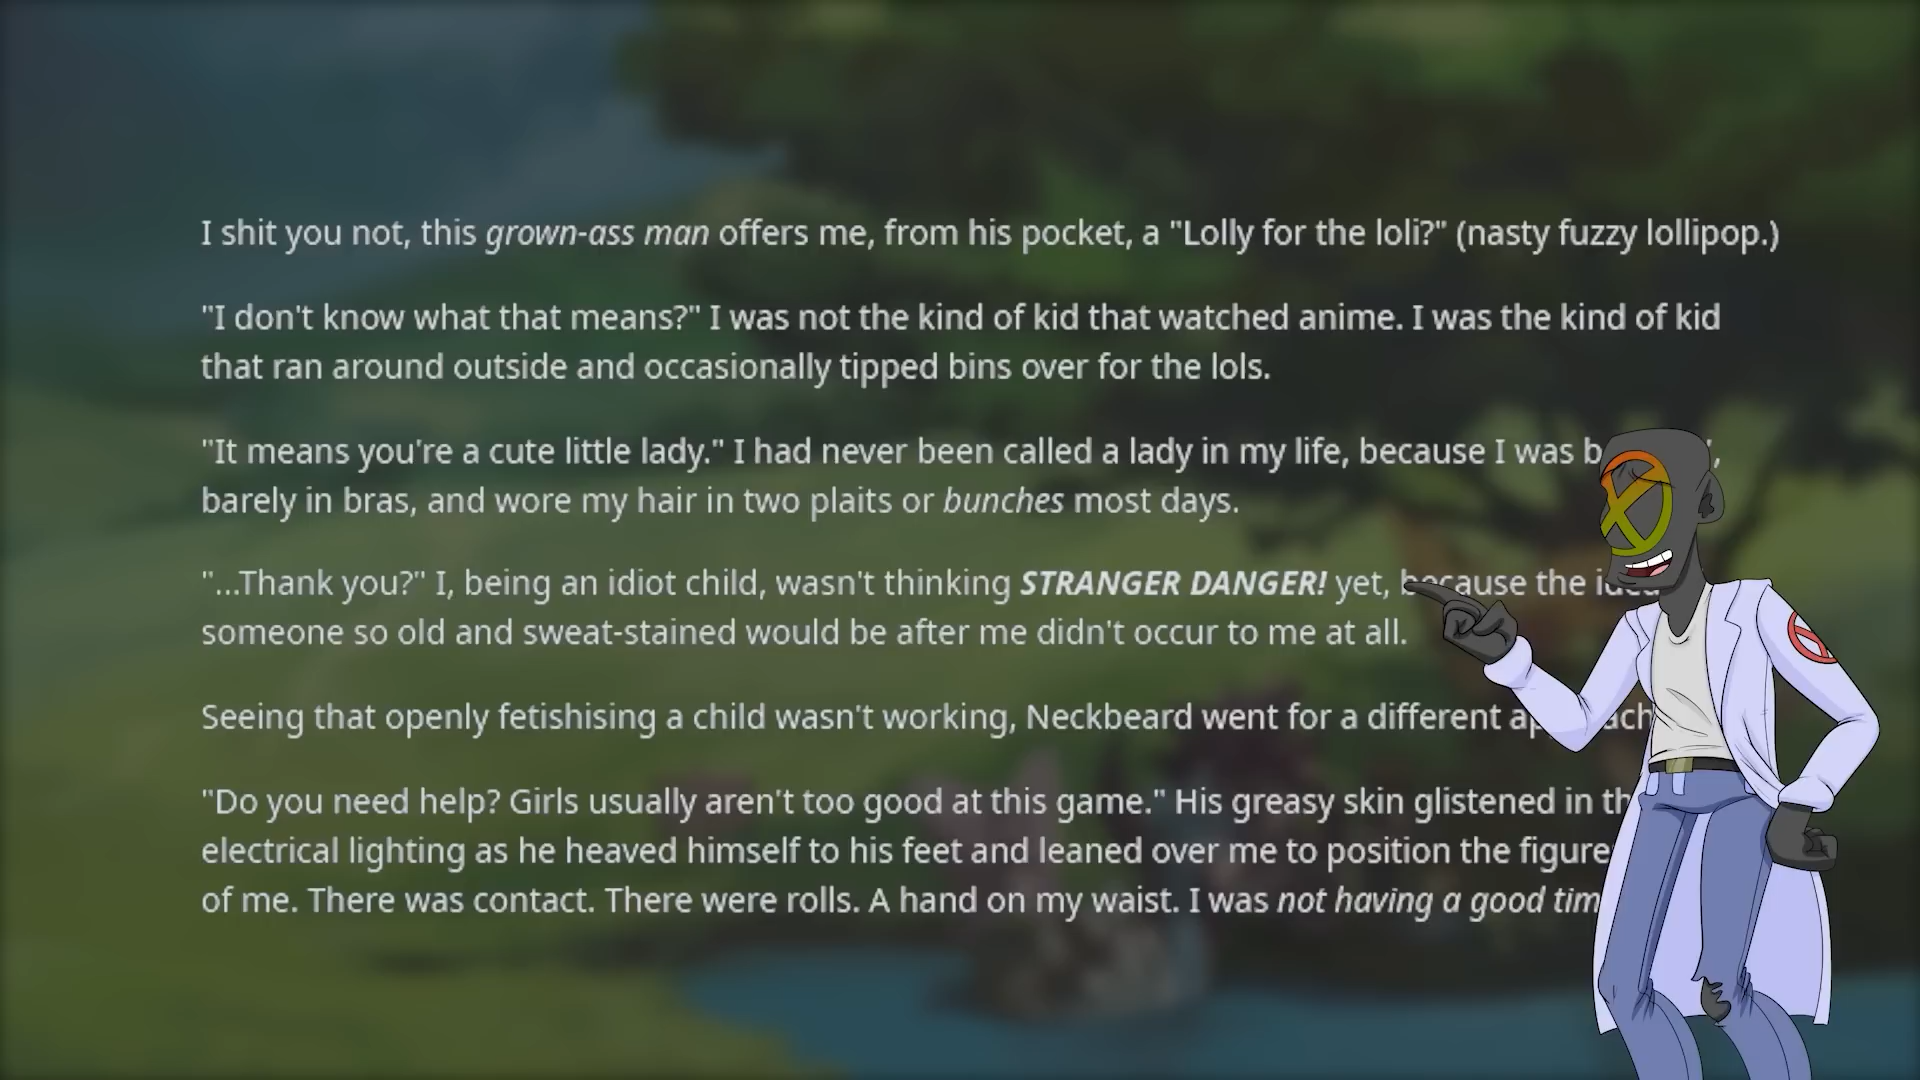 I shit you not, this grown-ass man offers me, from his pocket, a "Lolly for the loli?" (nasty fuzzy lollipop.)
"I don't know what that means?" I was not the kind of kid that watched anime. I was the kind of kid
that ran around outside and occasionally tipped bins over for the lols.
"It means you're a cute little lady." I had never been called a lady in my life, because I was
barely in bras, and wore my hair in two plaits or bunches most days.
"...Thank you?" I, being an idiot child, wasn't thinking STRANGER DANGER! yet, because the idea
someone so old and sweat-stained would be after me didn't occur to me at all.
Seeing that openly fetishising a child wasn't working, Neckbeard went for a different
"Do you need help? Girls usually aren't too good at this game." His greasy skin glistened in
electrical lighting as he heaved himself to his feet and leaned over me to position the
of me. There was contact. There were rolls. A hand on my waist. I was not having a good